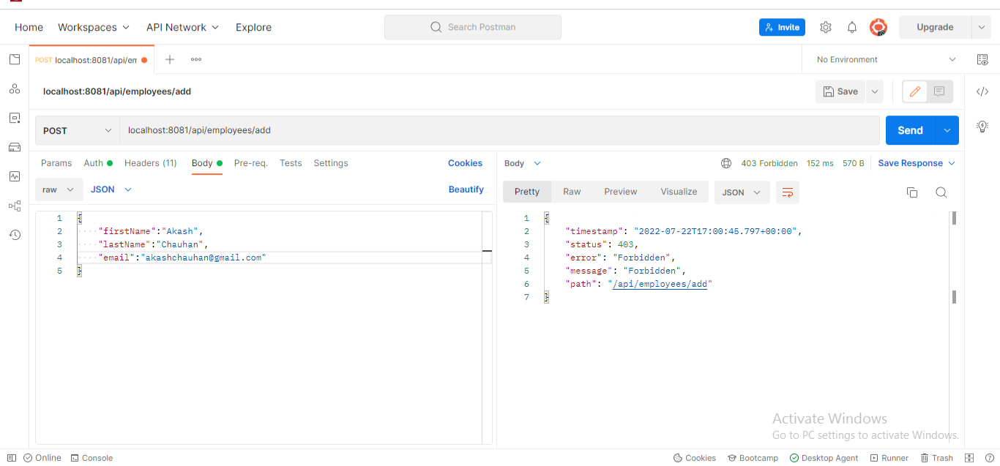 Home Workspaces API Network Explore Search Postman Invite Upgrade
POST localhost:8081/api/en No Environment
localhost:8081/api/employees/add Save
POST localhost:8081/api/employees/add Send
Params Auth Headers (11) Body Pre-req. Tests Settings Cookies
raw JSON Beautify
1 {
2 "firstName":"Akash",
3 "lastName":"Chauhan",
4 "email":"akashchauhan@gmail.com"
5 }
Body 403 Forbidden 152 ms 570 B Save Response
Pretty Raw Preview Visualize JSON
1 {
2 "timestamp": "2022-07-22T17:00:45.797+00:00",
3 "status": 403,
4 "error": "Forbidden",
5 "message": "Forbidden",
6 "path": "/api/employees/add"
7 }
Activate Windows
Go to PC settings to activate Windows.
Online Console Cookies Bootcamp Desktop Agent Runner Trash